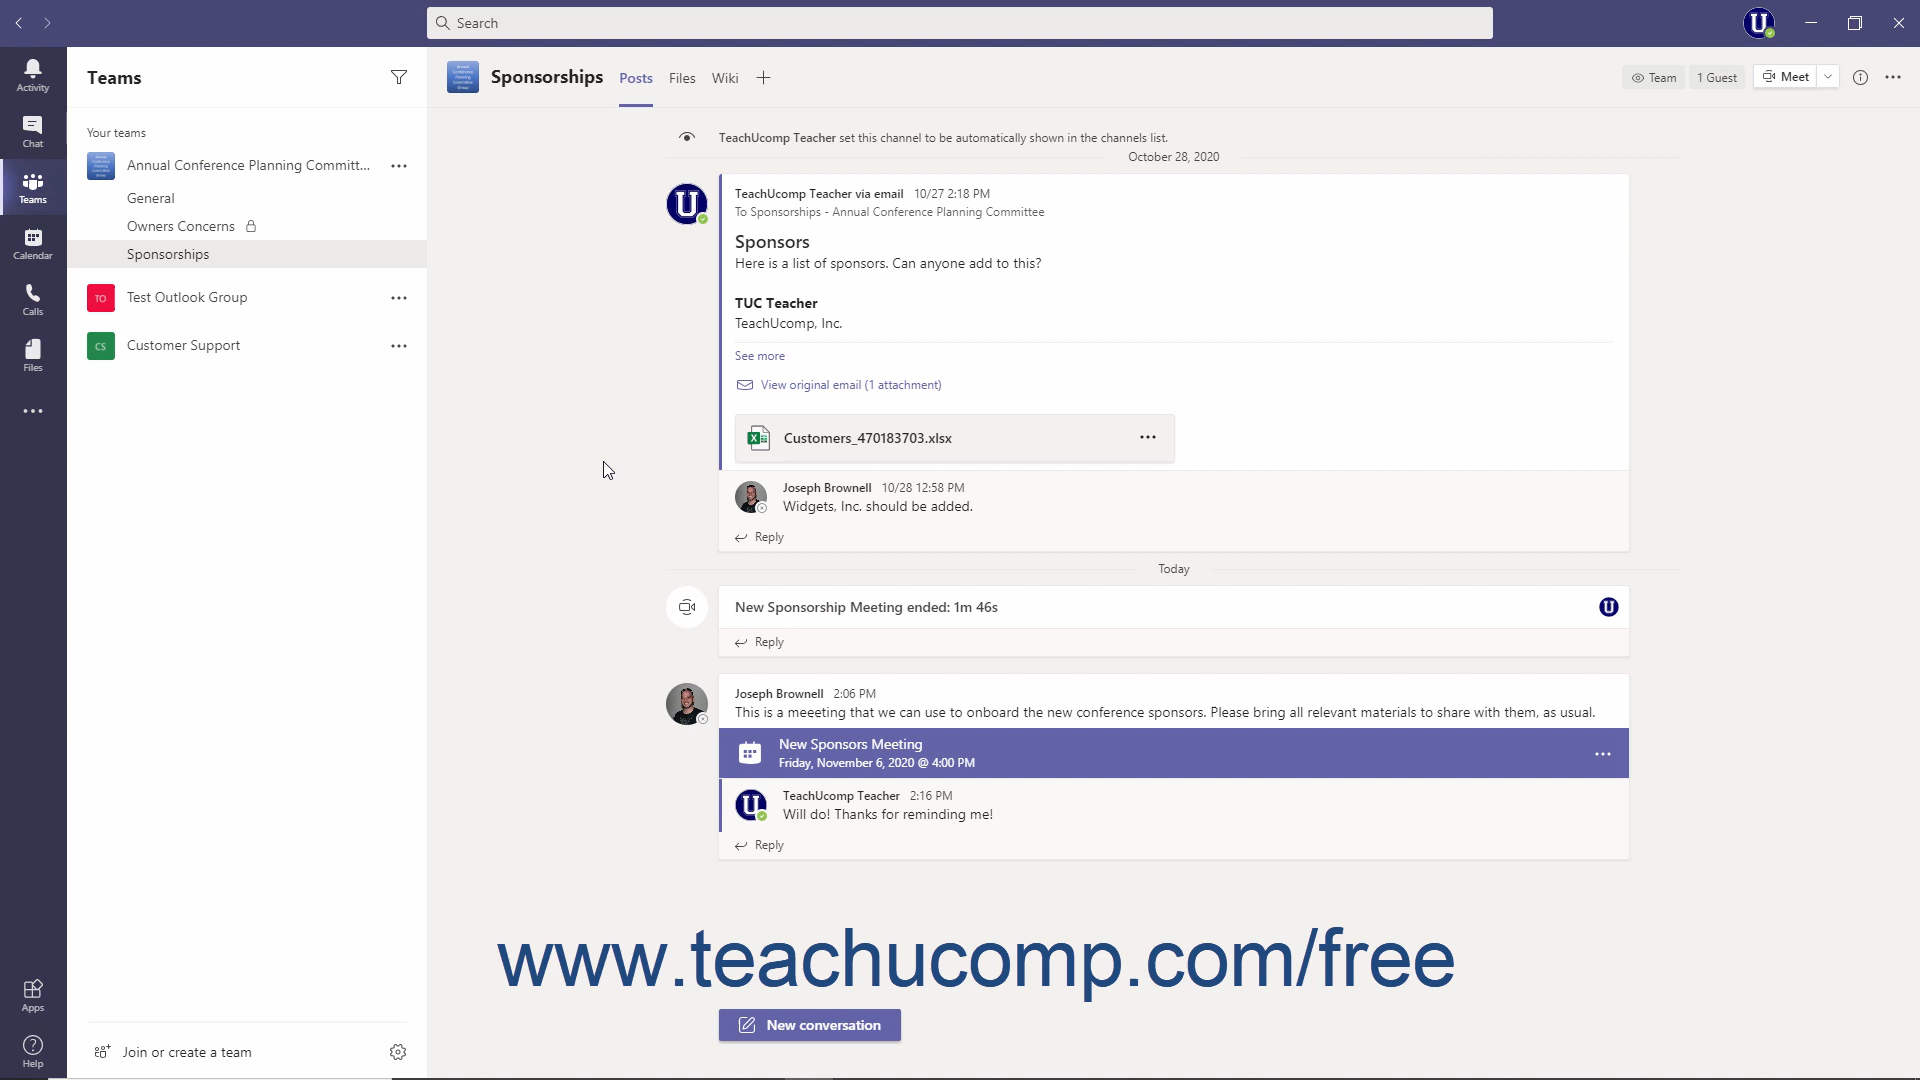 Search
Activity
Chat
Teams
Calendar
Calls
Files
Apps
Help
Teams
Your teams
Annual Conference Planning Committ...
General
Owners Concerns
Sponsorships
TO Test Outlook Group
CS Customer Support
Join or create a team
Sponsorships Posts Files Wiki
Team 1 Guest Meet
TeachUcomp Teacher set this channel to be automatically shown in the channels list.
October 28, 2020
TeachUcomp Teacher via email 10/27 2:18 PM
To Sponsorships - Annual Conference Planning Committee
Sponsors
Here is a list of sponsors. Can anyone add to this?
TUC Teacher
TeachUcomp, Inc.
See more
View original email (1 attachment)
Customers_470183703.xlsx
Joseph Brownell 10/28 12:58 PM
Widgets, Inc. should be added.
Reply
Today
New Sponsorship Meeting ended: 1m 46s
Reply
Joseph Brownell 2:06 PM
This is a meeeting that we can use to onboard the new conference sponsors. Please bring all relevant materials to share with them, as usual.
New Sponsors Meeting
Friday, November 6, 2020 @ 4:00 PM
TeachUcomp Teacher 2:16 PM
Will do! Thanks for reminding me!
Reply
www.teachucomp.com/free
New conversation